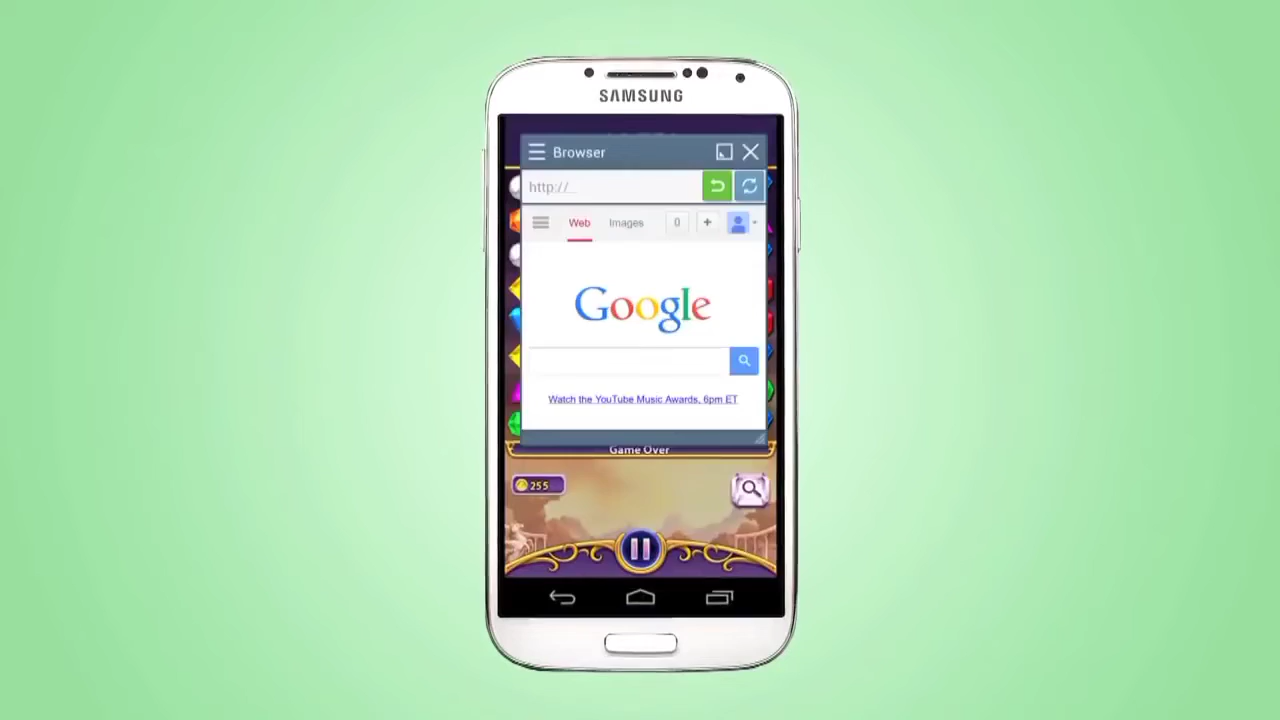 SAMSUNG
Browser
http://_
Web Images 0 +
Google
Watch the YouTube Music Awards, 6pm ET
Game Over
255